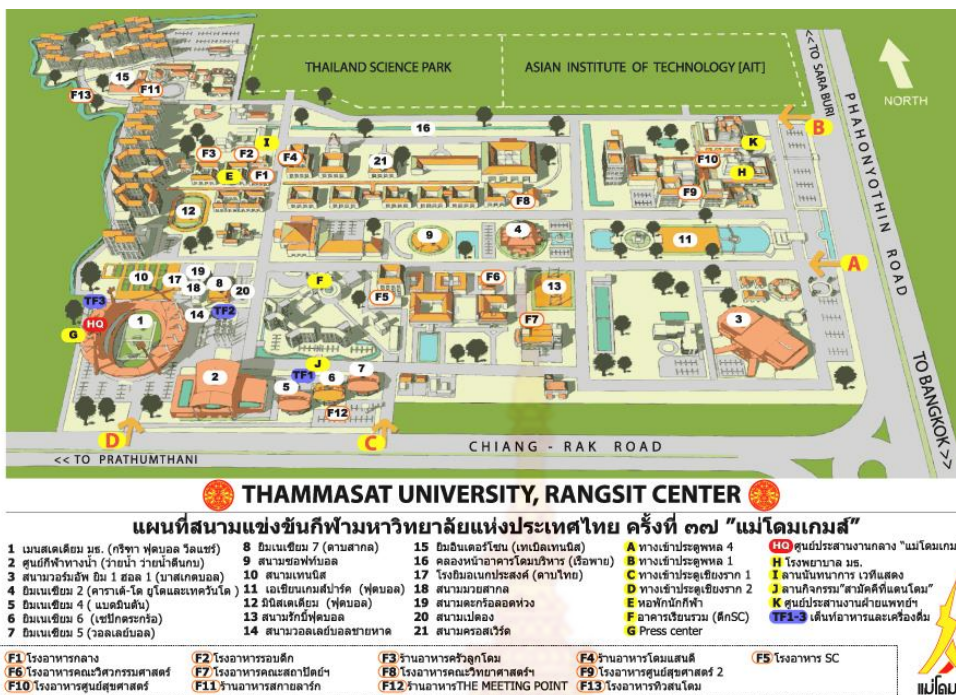 THAILAND SCIENCE PARK
ASIAN INSTITUTE OF TECHNOLOGY [AIT]
<< TO SARA BURI
PHAHONYOTHIN ROAD
NORTH
15
F13
F11
16
B
I
F3
F2
F4
21
F10
K
E
F1
H
F9
F8
12
9
4
11
A
10
17
19
18
8
20
F
F6
F5
13
TF3
HQ
G
1
14
TF2
F7
3
J
TF1
6
7
2
5
F12
D
C
CHIANG - RAK ROAD
<< TO PRATHUMTHANI
TO BANGKOK >>
THAMMASAT UNIVERSITY, RANGSIT CENTER
แผนที่สนามแข่งขันกีฬามหาวิทยาลัยแห่งประเทศไทย ครั้งที่ ๓๗ "แม่โดมเกมส์"
1 เมนสเตเดียม มธ. (กรีฑา ฟุตบอล วีลแชร์)
2 ศูนย์กีฬาทางน้ำ (ว่ายน้ำ ว่ายน้ำตีนกบ)
3 สนามวอร์มอัพ ยิม 1 ฮอล 1 (บาสเกตบอล)
4 ยิมเนเซียม 2 (คาราเต้-โด ยูโดและเทควันโด)
5 ยิมเนเซียม 4 ( แบดมินตัน)
6 ยิมเนเซียม 6 (เซปักตะกร้อ)
7 ยิมเนเซียม 5 (วอลเลย์บอล)
8 ยิมเนเซียม 7 (ดาบสากล)
9 สนามซอฟท์บอล
10 สนามเทนนิส
11 เอเชี่ยนเกมส์ปาร์ค (ฟุตบอล)
12 มินิสเตเดียม (ฟุตบอล)
13 สนามรักบี้ฟุตบอล
14 สนามวอลเลย์บอลชายหาด
15 ยิมอินเตอร์โซน (เทเบิลเทนนิส)
16 คลองหน้าอาคารโดมบริหาร (เรือพาย)
17 โรงยิมอเนกประสงค์ (ดาบไทย)
18 สนามมวยสากล
19 สนามตะกร้อลอดห่วง
20 สนามเปตอง
21 สนามครอสเวิร์ด
A ทางเข้าประตูพหล 4
B ทางเข้าประตูพหล 1
C ทางเข้าประตูเชียงราก 1
D ทางเข้าประตูเชียงราก 2
E หอพักนักกีฬา
F อาคารเรียนรวม (ตึกSC)
G Press center
HQ ศูนย์ประสานงานกลาง "แม่โดมเกม
H โรงพยาบาล มธ.
I ลานนันทนาการ เวทีแสดง
J ลานกิจกรรม"สามัคคีที่แดนโดม"
K ศูนย์ประสานงานฝ่ายแพทย์ฯ
TF1-3 เต็นท์อาหารและเครื่องดื่ม
F1 โรงอาหารกลาง
F2 โรงอาหารรอบดึก
F3 ร้านอาหารครัวลูกโดม
F4 ร้านอาหารโดมแสนดี
F5 โรงอาหาร SC
F6 โรงอาหารคณะวิศวกรรมศาสตร์
F7 โรงอาหารคณะสถาปัตย์ฯ
F8 โรงอาหารคณะวิทยาศาสตร์ฯ
F9 โรงอาหารศูนย์สุขศาสตร์ 2
F10 โรงอาหารศูนย์สุขศาสตร์
F11 ร้านอาหารสกายลาร์ก
F12 ร้านอาหารTHE MEETING POINT
F13 โรงอาหารทิวสนโดม
แม่โดม